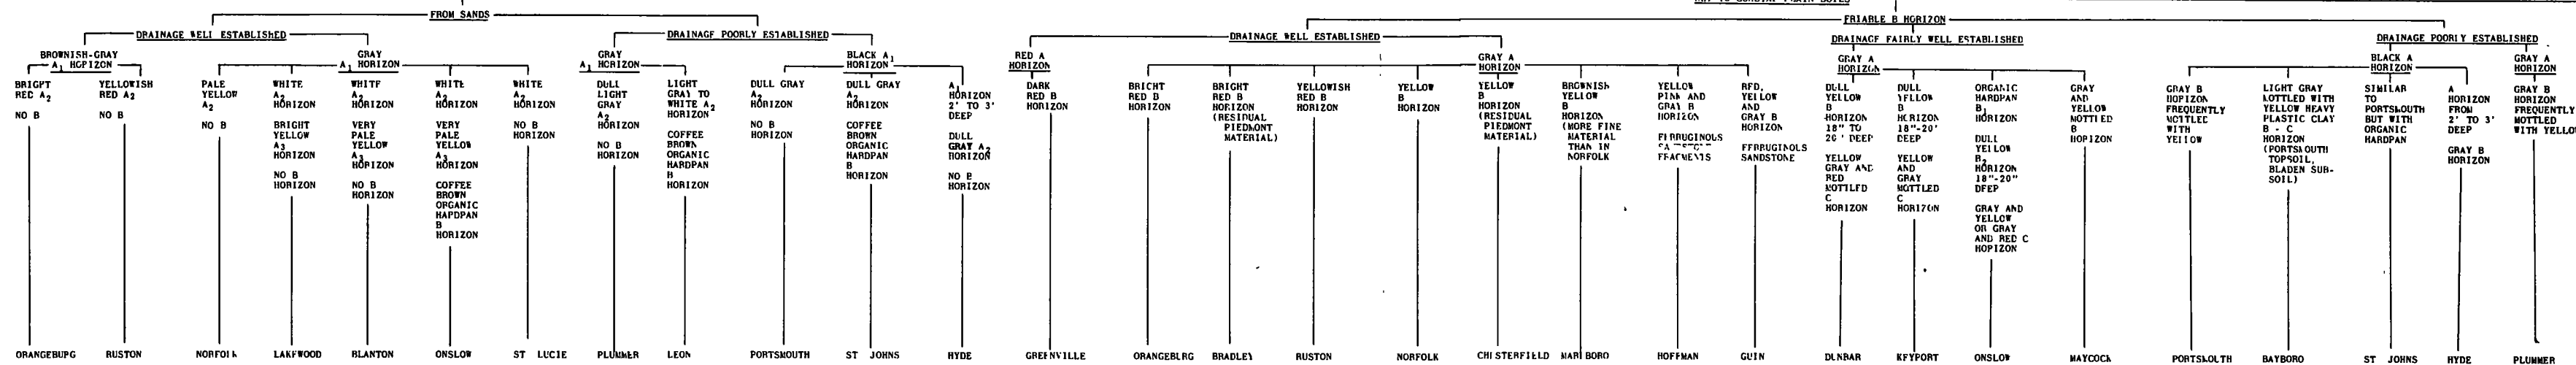 FROM SANDS
FRIABLE B HORIZON
DRAINAGE WELL ESTABLISHED
DRAINAGE POORLY ESTABLISHED
DRAINAGE WELL ESTABLISHED
DRAINAGE FAIRLY WELL ESTABLISHED
DRAINAGE POORLY ESTABLISHED
BROWNISH-GRAY
A1 HORIZON
GRAY
A1 HORIZON
GRAY
A1 HORIZON
BLACK A1
HORIZON
RED A
HORIZON
GRAY A
HORIZON
GRAY A
HORIZON
BLACK A
HORIZON
GRAY A
HORIZON
BRIGHT
RED A2
NO B
YELLOWISH
RED A2
NO B
PALE
YELLOW
A2
NO B
WHITE
A2
HORIZON
BRIGHT
YELLOW
A3
HORIZON
NO B
HORIZON
WHITE
A2
HORIZON
VERY
PALE
YELLOW
A3
HORIZON
NO B
HORIZON
WHITE
A2
HORIZON
VERY
PALE
YELLOW
A3
HORIZON
COFFEE
BROWN
ORGANIC
HARDPAN
B
HORIZON
WHITE
A2
HORIZON
NO B
HORIZON
DULL
LIGHT
GRAY
A2
HORIZON
NO B
HORIZON
LIGHT
GRAY TO
WHITE A2
HORIZON
COFFEE
BROWN
ORGANIC
HARDPAN
B
HORIZON
DULL GRAY
A2
HORIZON
NO B
HORIZON
DULL GRAY
A2
HORIZON
COFFEE
BROWN
ORGANIC
HARDPAN
B
HORIZON
A1
HORIZON
2' TO 3'
DEEP
DULL
GRAY A2
HORIZON
NO B
HORIZON
DARK
RED B
HORIZON
BRIGHT
RED B
HORIZON
BRIGHT
RED B
HORIZON
(RESIDUAL
PIEDMONT
MATERIAL)
YELLOWISH
RED B
HORIZON
YELLOW
B
HORIZON
YELLOW
B
HORIZON
(RESIDUAL
PIEDMONT
MATERIAL)
BROWNISH
YELLOW
B
HORIZON
(MORE FINE
MATERIAL
THAN IN
NORFOLK
YELLOW
PINK AND
GRAY B
HORIZON
FERRUGINOUS
FRAGMENTS
RED,
YELLOW
AND
GRAY B
HORIZON
FERRUGINOUS
SANDSTONE
DULL
YELLOW
B
HORIZON
18" TO
20" DEEP
YELLOW
GRAY AND
RED
MOTTLED
C
HORIZON
DULL
YELLOW
B
HORIZON
18"-20"
DEEP
YELLOW
AND
GRAY
MOTTLED
C
HORIZON
ORGANIC
HARDPAN
B1
HORIZON
DULL
YELLOW
B2
HORIZON
18"-20"
DEEP
GRAY AND
YELLOW
OR GRAY
AND RED C
HORIZON
GRAY
AND
YELLOW
MOTTLED
B
HORIZON
GRAY B
HORIZON
FREQUENTLY
MOTTLED
WITH
YELLOW
LIGHT GRAY
MOTTLED WITH
YELLOW HEAVY
PLASTIC CLAY
B - C
HORIZON
(PORTSMOUTH
TOPSOIL,
BLADEN SUB-
SOIL)
SIMILAR
TO
PORTSMOUTH
BUT WITH
ORGANIC
HARDPAN
A
HORIZON
FROM
2' TO 3'
DEEP
GRAY B
HORIZON
GRAY B
HORIZON
FREQUENTLY
MOTTLED
WITH
ORANGEBURG
RUSTON
NORFOLK
LAKEWOOD
BLANTON
ONSLOW
ST LUCIE
PLUMMER
LEON
PORTSMOUTH
ST JOHNS
HYDE
GREENVILLE
ORANGEBURG
BRADLEY
RUSTON
NORFOLK
CHESTERFIELD
MARLBORO
HOFFMAN
GUIN
DUNBAR
KEYPORT
ONSLOW
MAYCOCK
PORTSMOUTH
BAYBORO
ST JOHNS
HYDE
PLUMMER